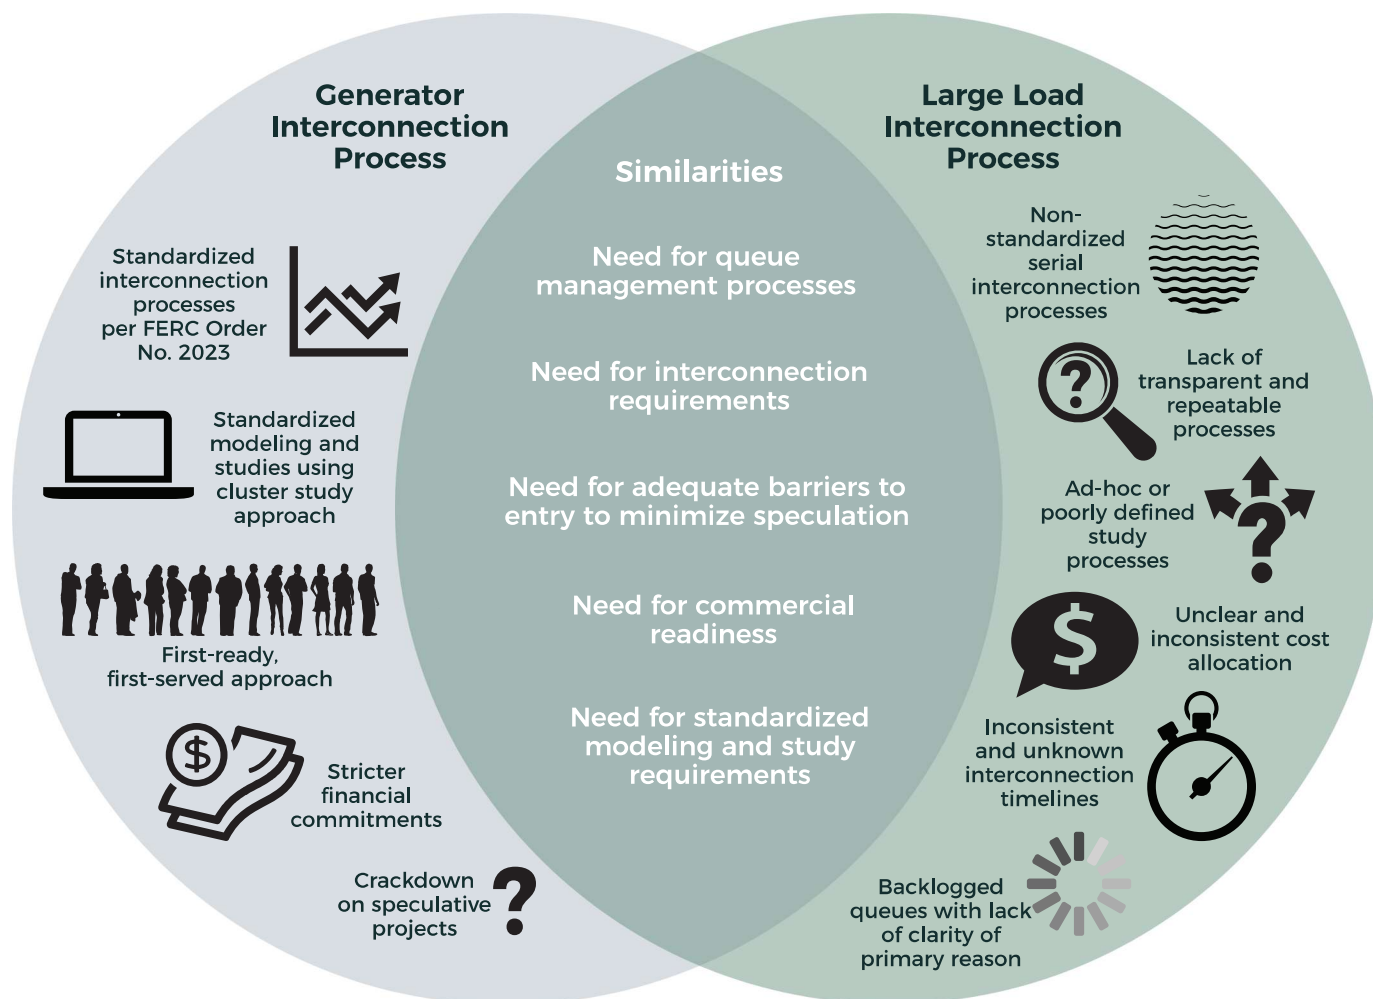 Generator
Interconnection
Process
Standardized
interconnection
processes
per FERC Order
No. 2023
Standardized
modeling and
studies using
cluster study
approach
First-ready,
first-served approach
$
Stricter
financial
commitments
Crackdown
on speculative
projects
?
Similarities
Need for queue
management processes
Need for interconnection
requirements
Need for adequate barriers to
entry to minimize speculation
Need for commercial
readiness
Need for standardized
modeling and study
requirements
Large Load
Interconnection
Process
Non-
standardized
serial
interconnection
processes
?
Lack of
transparent and
repeatable
processes
Ad-hoc or
poorly defined
study
processes
?
$
Unclear and
inconsistent cost
allocation
Inconsistent
and unknown
interconnection
timelines
Backlogged
queues with lack
of clarity of
primary reason